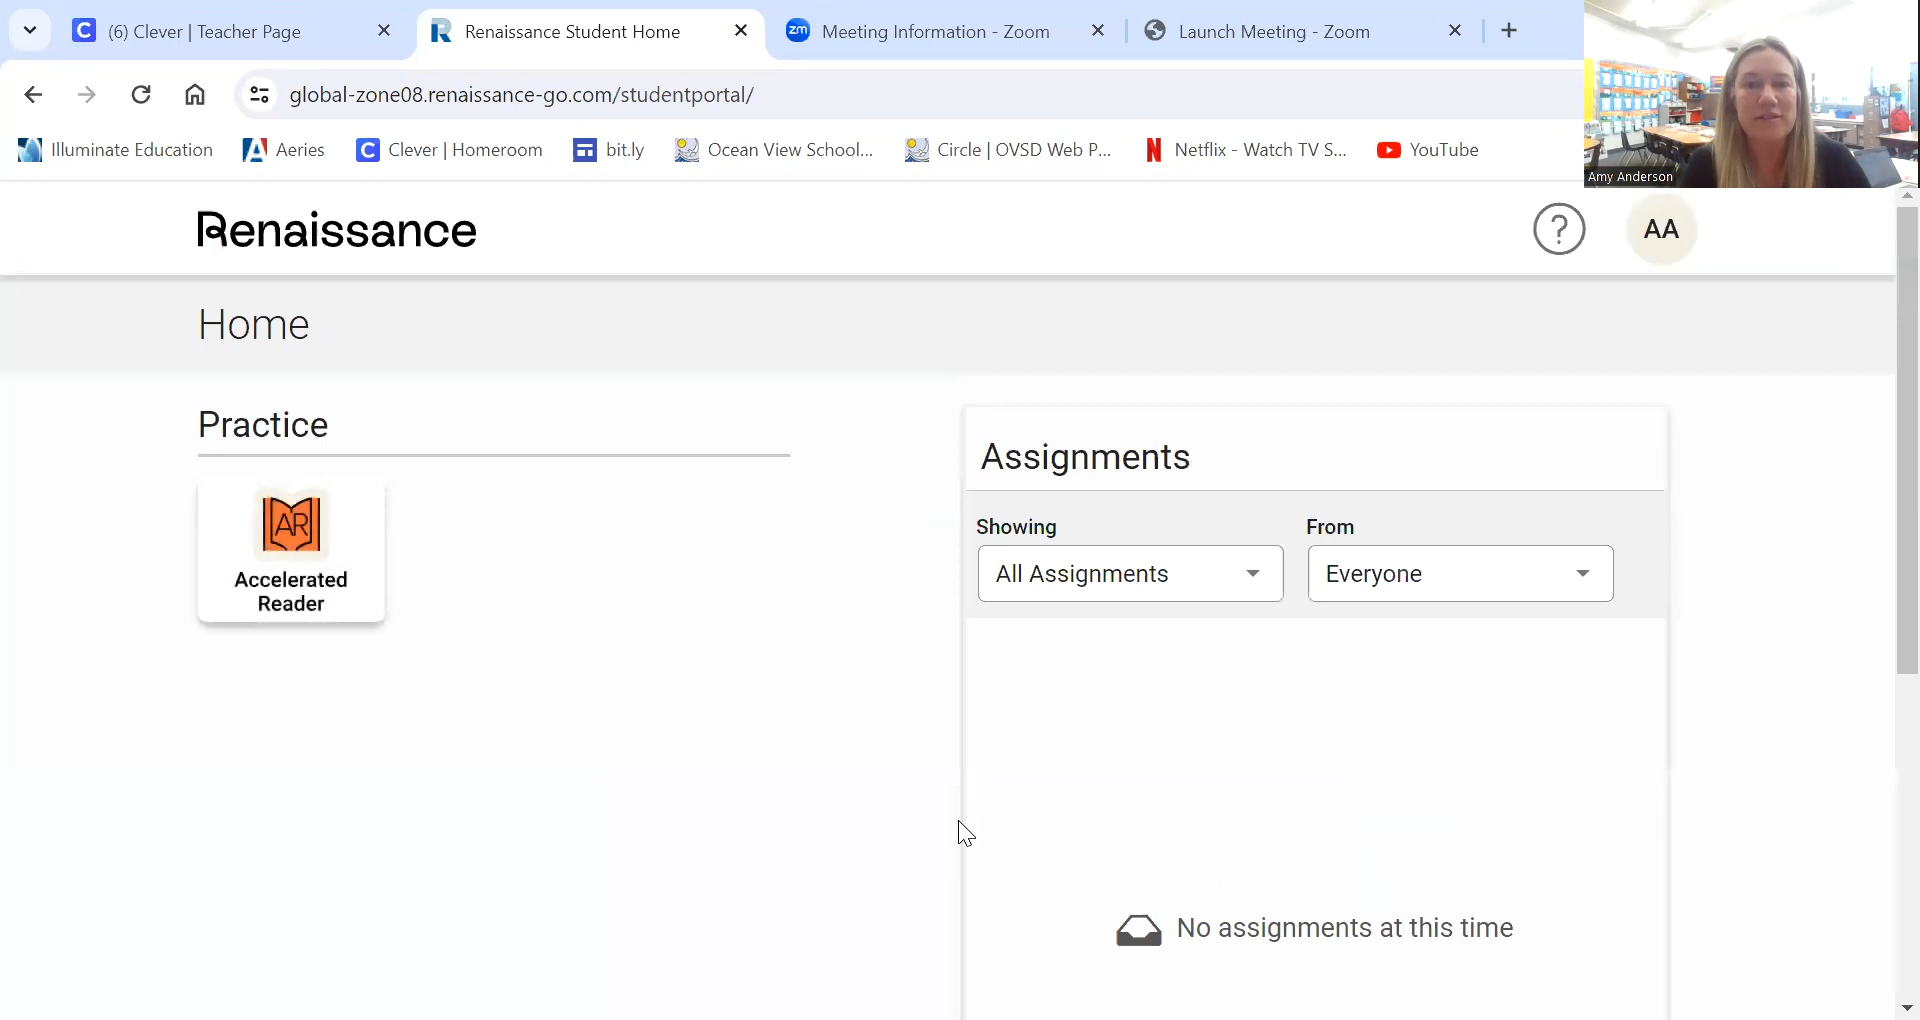 (6) Clever | Teacher Page
Renaissance Student Home
zm
Meeting Information - Zoom
Launch Meeting - Zoom
global-zone08.renaissance-go.com/studentportal/
Illuminate Education
Aeries
Clever | Homeroom
bit.ly
Ocean View School...
Circle | OVSD Web P...
Netflix - Watch TV S...
YouTube
Amy Anderson
Renaissance
?
AA
Home
Practice
AR
Accelerated
Reader
Assignments
Showing
From
All Assignments
Everyone
No assignments at this time